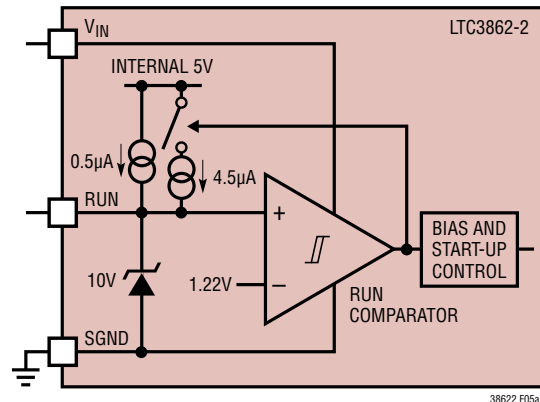 V_IN
LTC3862-2
INTERNAL 5V
0.5µA
4.5µA
RUN
+
10V
1.22V
–
BIAS AND
START-UP
CONTROL
RUN
COMPARATOR
SGND
38622 F05a